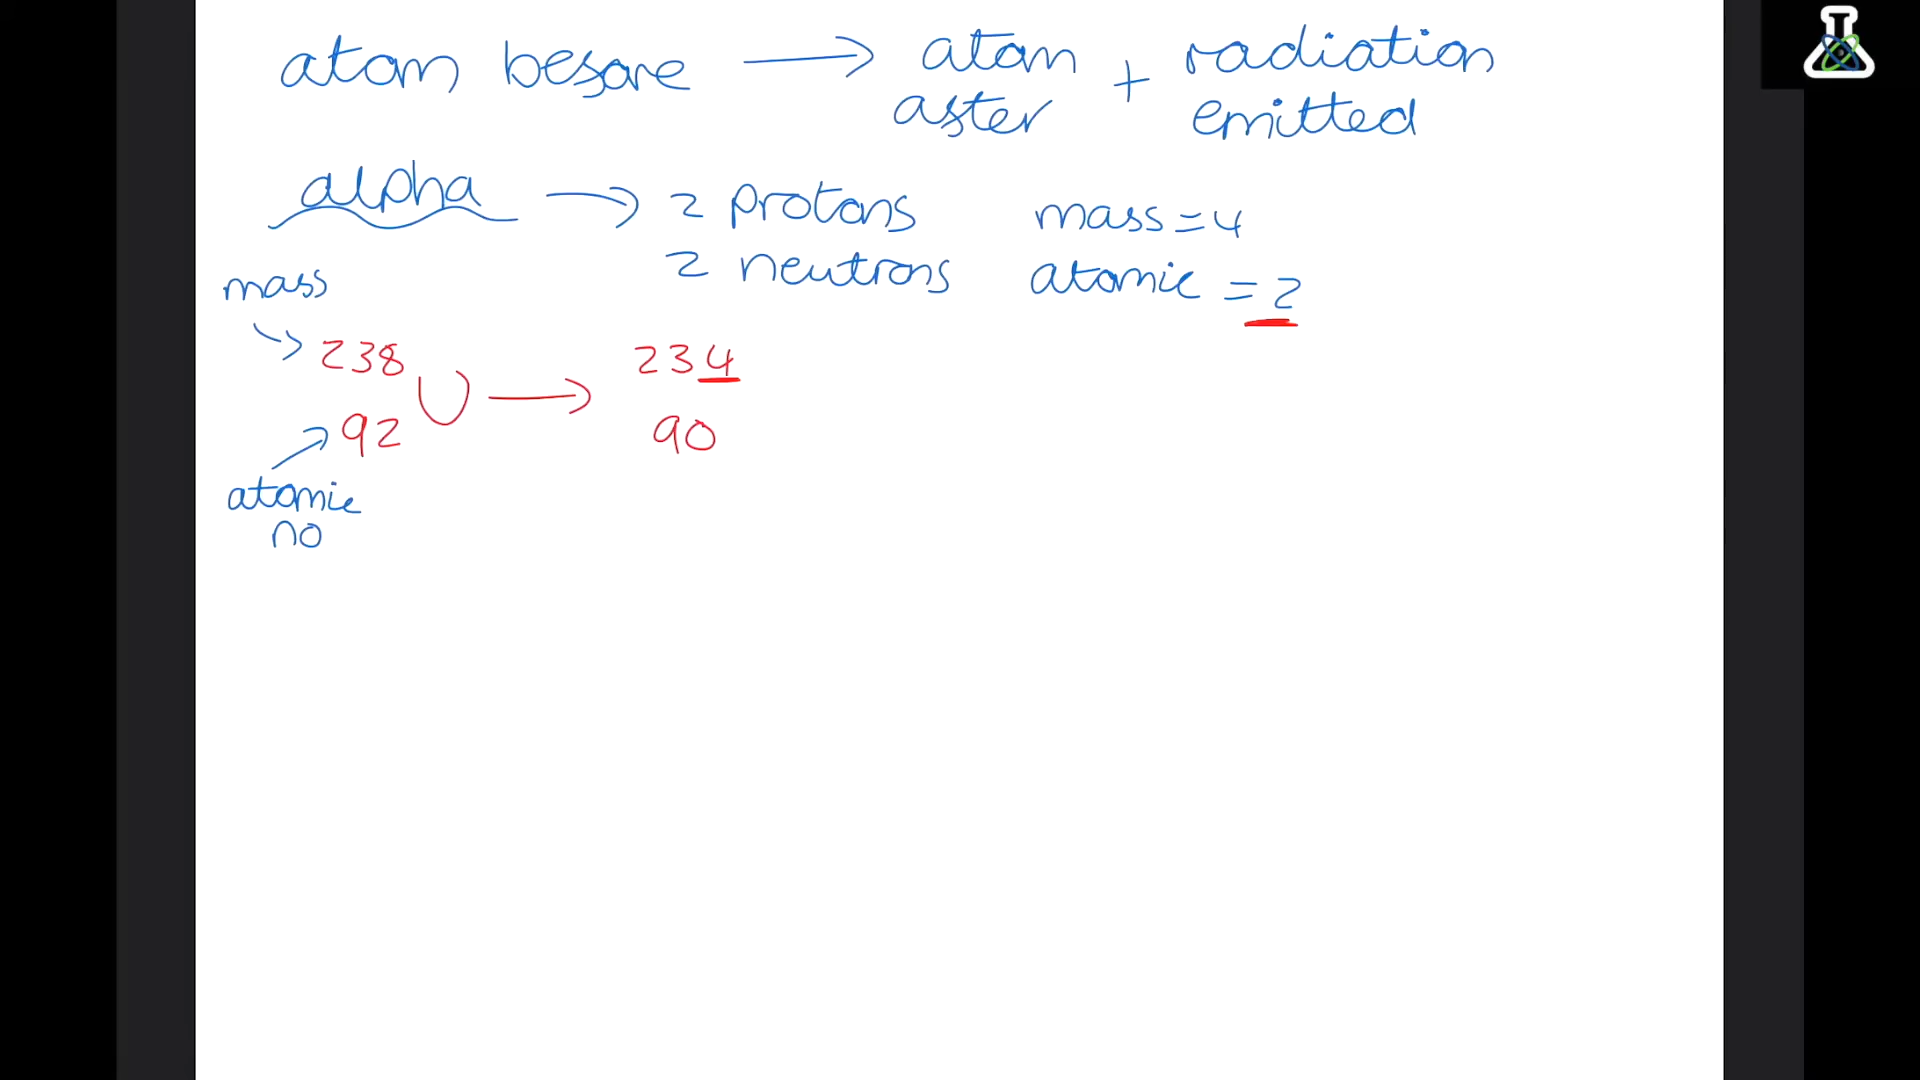 atom before → atom + radiation
after emitted
alpha → 2 protons mass = 4
2 neutrons atomic = 2
mass
→ 238 U → 234
→ 92 90
atomic
no